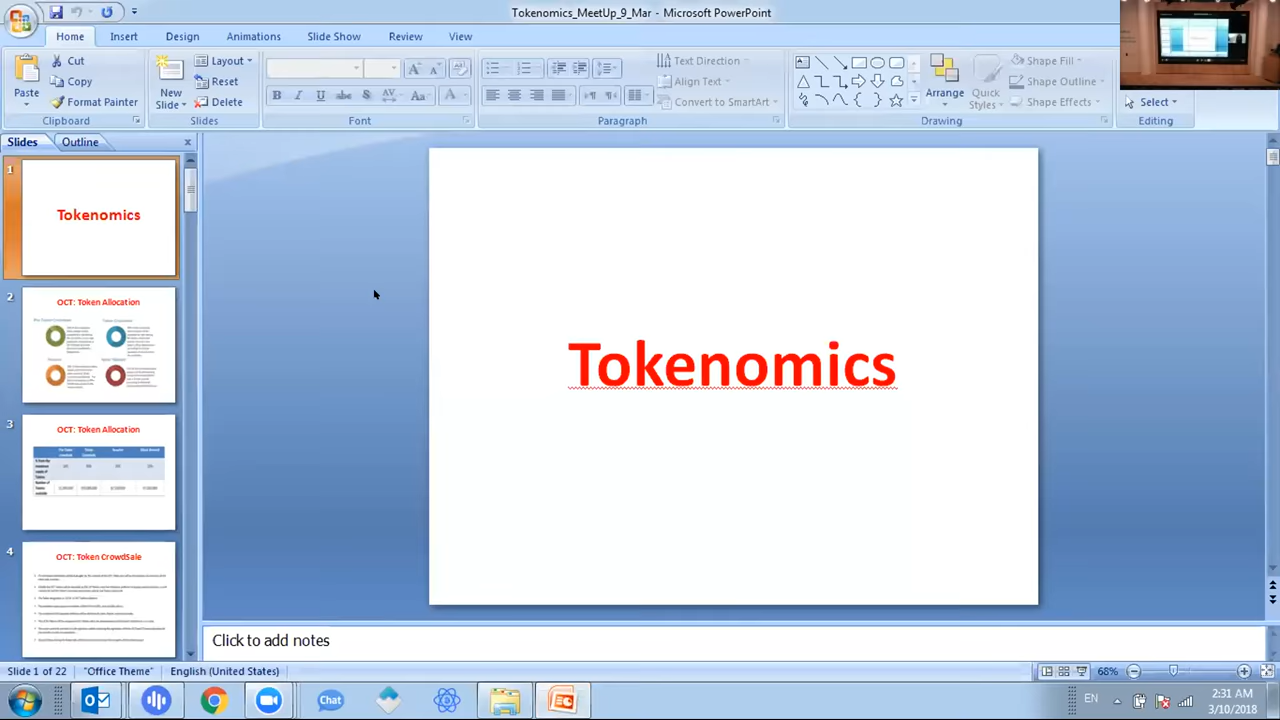 Tokenomics_MeetUp_9_Mar - Microsoft PowerPoint
Home Insert Design Animations Slide Show Review View
Paste
Cut
Copy
Format Painter
Clipboard
New
Slide
Layout
Reset
Delete
Slides
B I U abc S AV Aa A
Font
Text Direction
Align Text
Convert to SmartArt
Paragraph
Arrange
Quick
Styles
Shape Fill
Shape Outline
Shape Effects
Drawing
Select
Editing
Slides Outline
1
Tokenomics
2
OCT: Token Allocation
3
OCT: Token Allocation
4
OCT: Token CrowdSale
Tokenomics
Click to add notes
Slide 1 of 22 "Office Theme" English (United States) 68%
Chat
EN
2:31 AM
3/10/2018